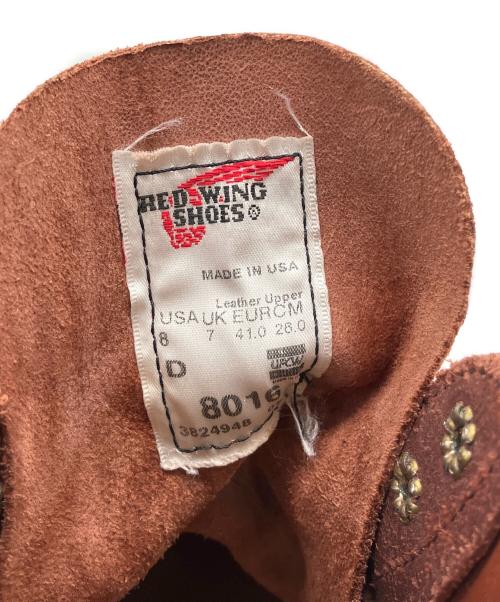 RED WING
SHOES®
MADE IN USA
Leather Upper
USA UK EUR CM
8 7 41.0 26.0
D UFCW
8016
3824948